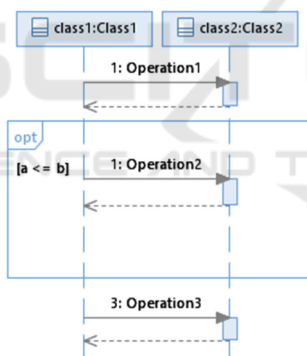 class1:Class1 class2:Class2
1: Operation1
opt
[a <= b] 1: Operation2
3: Operation3